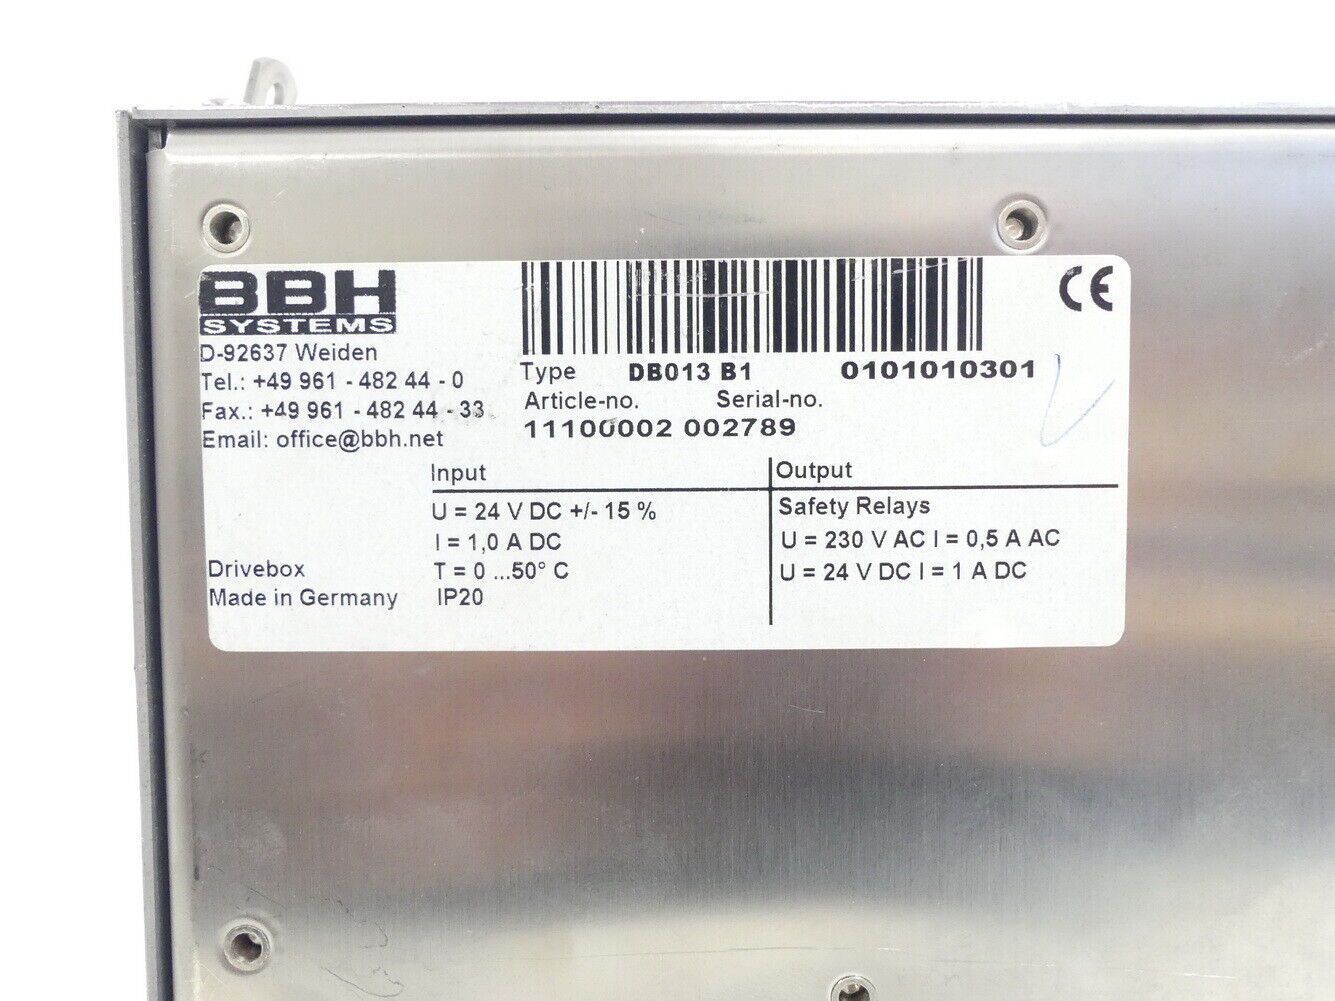 BBH
SYSTEMS
D-92637 Weiden
Tel.: +49 961 - 482 44 - 0
Fax.: +49 961 - 482 44 - 33
Email: office@bbh.net
CE
Type DB013 B1 0101010301
Article-no. Serial-no.
11100002 002789
Input Output
U = 24 V DC +/- 15 % Safety Relays
I = 1,0 A DC U = 230 V AC I = 0,5 A AC
Drivebox T = 0 ...50° C U = 24 V DC I = 1 A DC
Made in Germany IP20